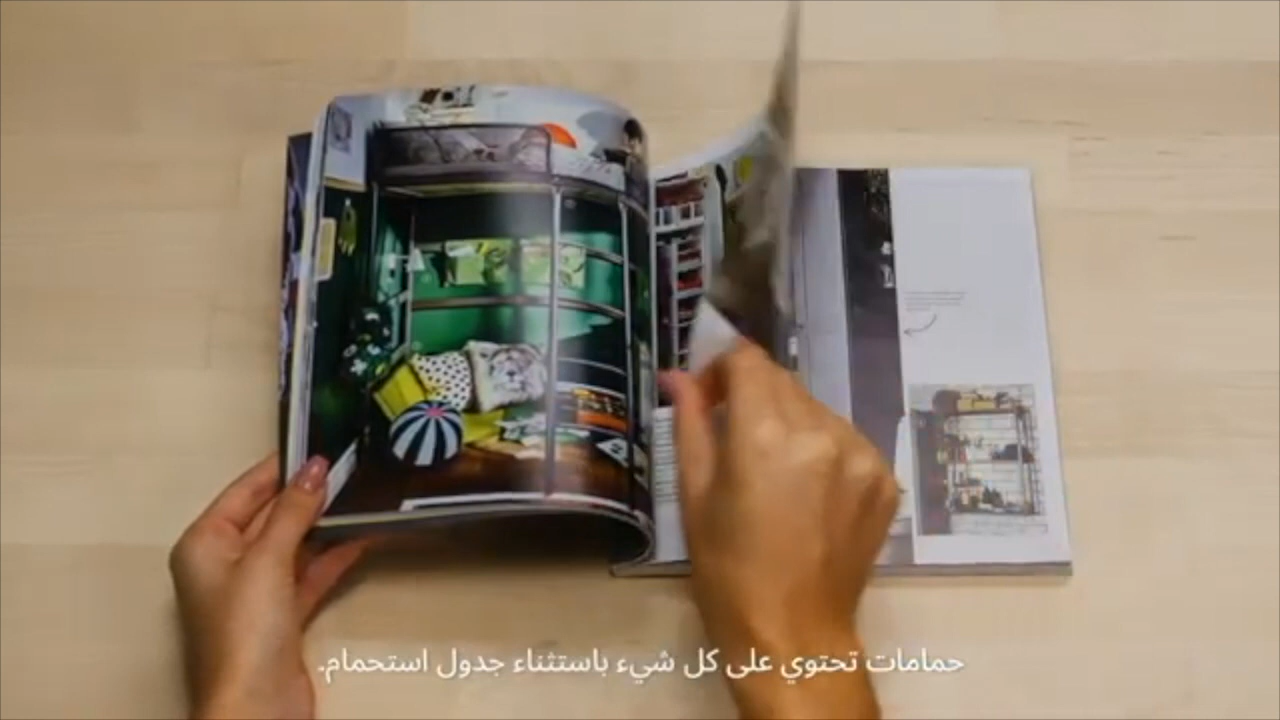 حمامات تحتوي على كل شيء باستثناء جدول استحمام.